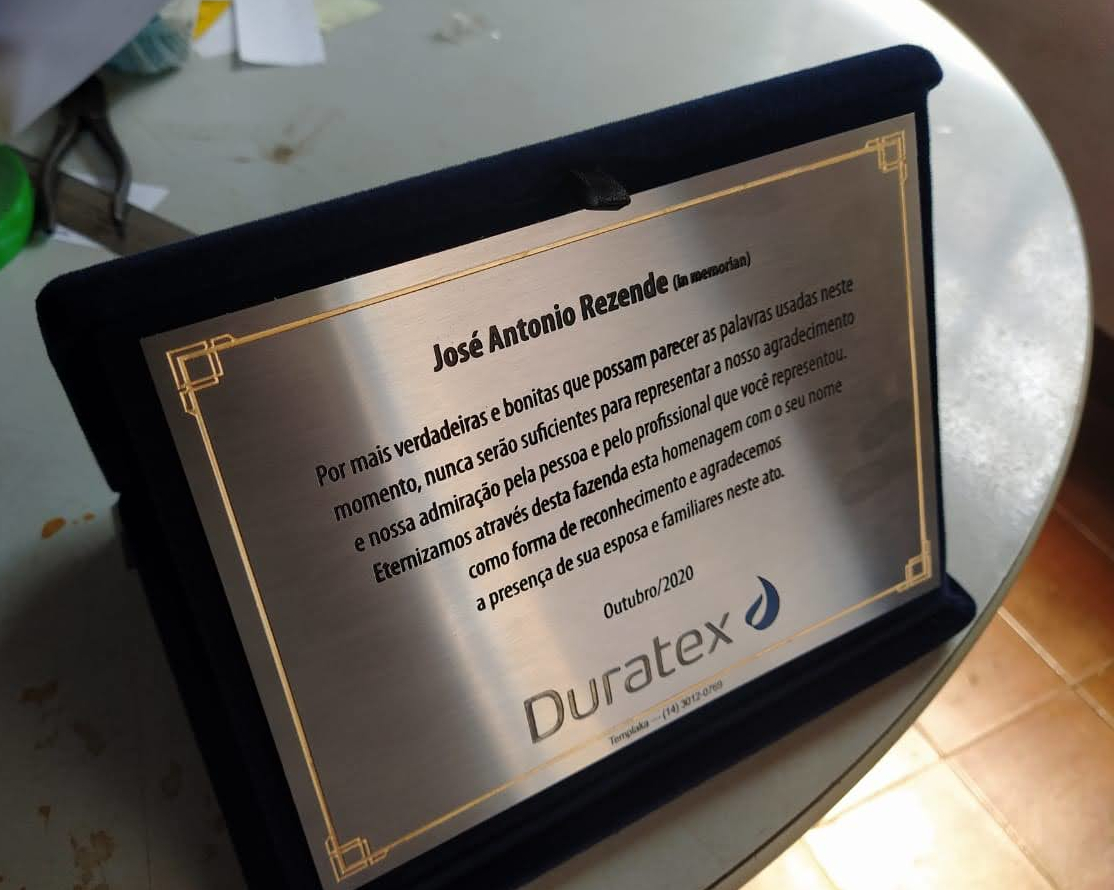 José Antonio Rezende (in memorian)
Por mais verdadeiras e bonitas que possam parecer as palavras usadas neste
momento, nunca serão suficientes para representar a nosso agradecimento
e nossa admiração pela pessoa e pelo profissional que você representou.
Eternizamos através desta fazenda esta homenagem com o seu nome
como forma de reconhecimento e agradecemos
a presença de sua esposa e familiares neste ato.
Outubro/2020
Duratex
Templaka — (14) 3012-0769